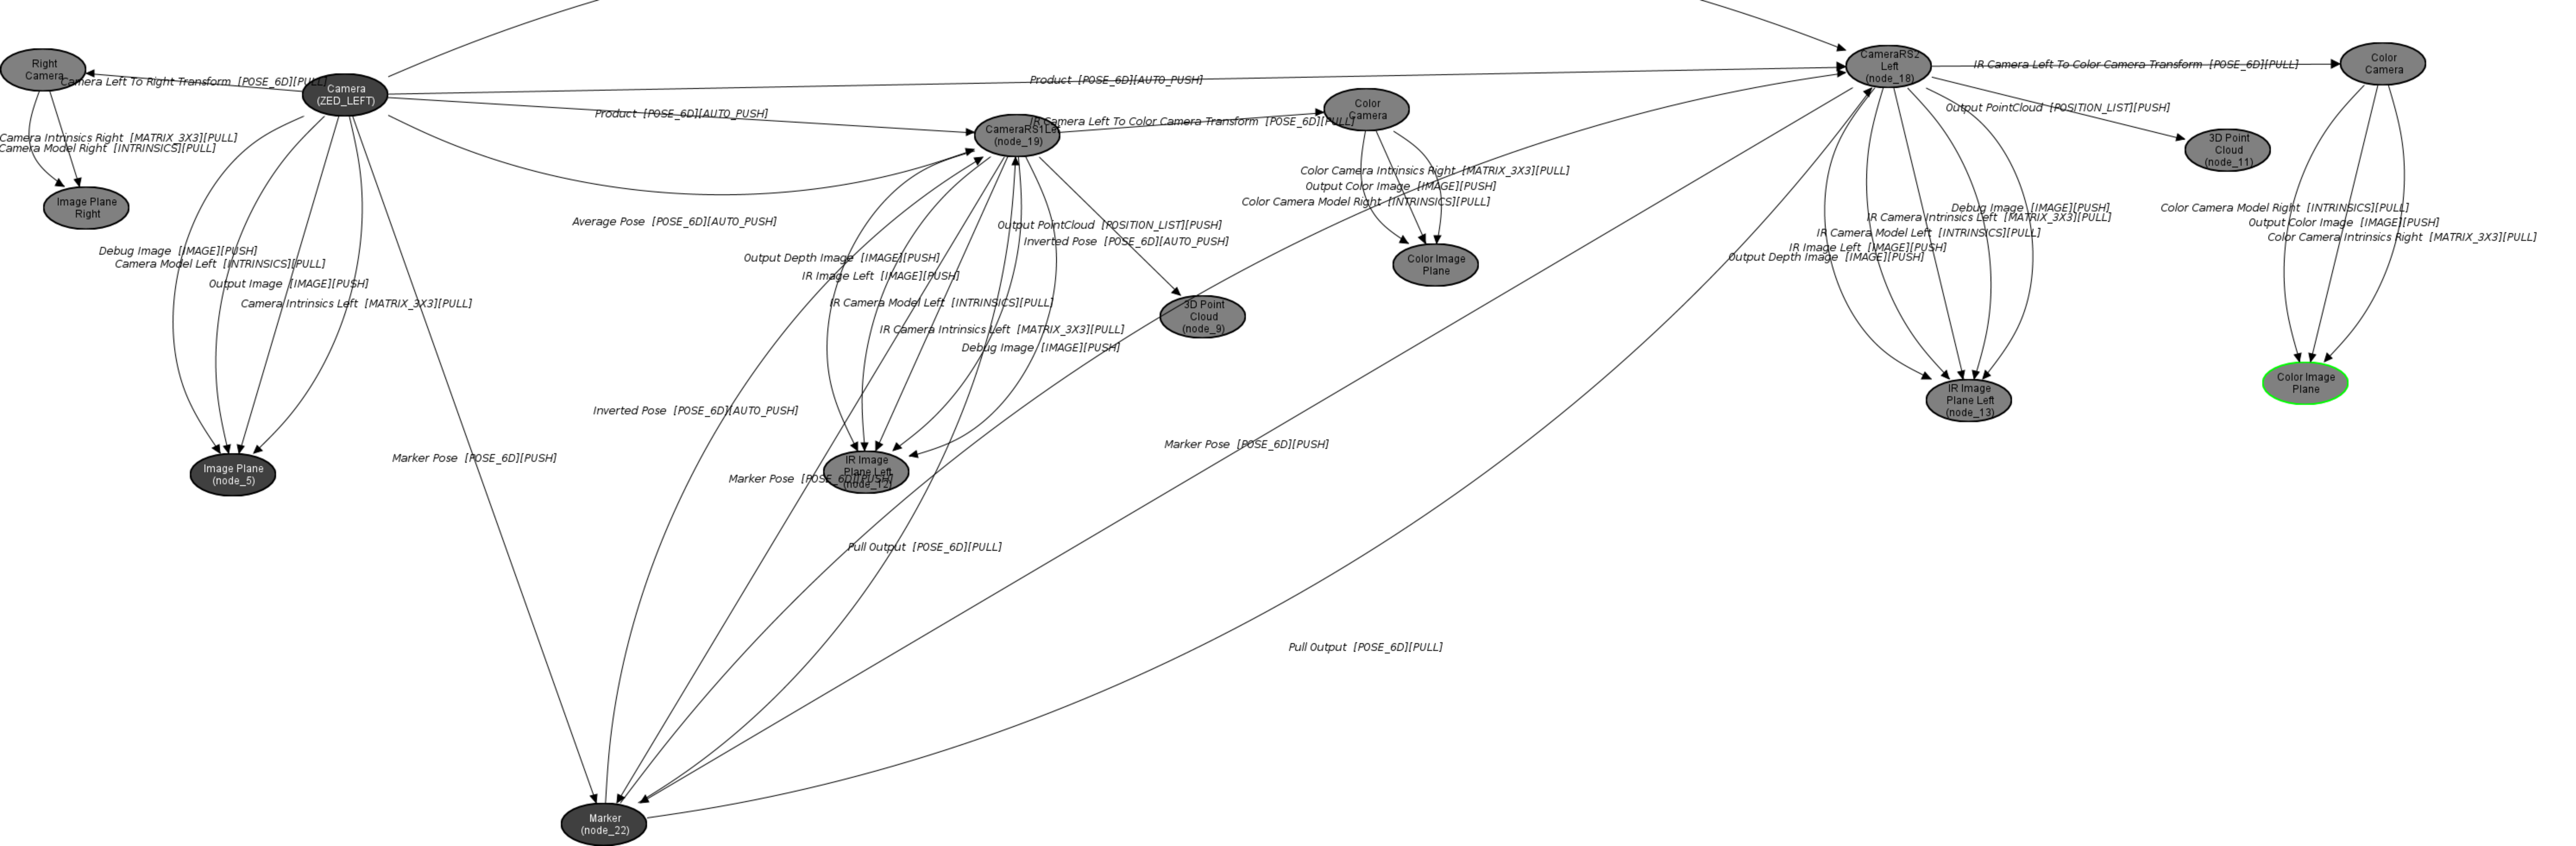 Right
Camera
Camera Left To Right Transform [POSE_6D][PULL]
Camera
(ZED_LEFT)
Product [POSE_6D][AUTO_PUSH]
Product [POSE_6D][AUTO_PUSH]
CameraRS1Left
(node_19)
IR Camera Left To Color Camera Transform [POSE_6D][PULL]
Color
Camera
CameraRS2
Left
(node_18)
IR Camera Left To Color Camera Transform [POSE_6D][PULL]
Color
Camera
Output PointCloud [POSITION_LIST][PUSH]
3D Point
Cloud
(node_11)
Camera Intrinsics Right [MATRIX_3X3][PULL]
Camera Model Right [INTRINSICS][PULL]
Image Plane
Right
Color Camera Intrinsics Right [MATRIX_3X3][PULL]
Output Color Image [IMAGE][PUSH]
Color Camera Model Right [INTRINSICS][PULL]
Debug Image [IMAGE][PUSH]
IR Camera Intrinsics Left [MATRIX_3X3][PULL]
IR Camera Model Left [INTRINSICS][PULL]
IR Image Left [IMAGE][PUSH]
Output Depth Image [IMAGE][PUSH]
Color Camera Model Right [INTRINSICS][PULL]
Output Color Image [IMAGE][PUSH]
Color Camera Intrinsics Right [MATRIX_3X3][PULL]
Average Pose [POSE_6D][AUTO_PUSH]
Output PointCloud [POSITION_LIST][PUSH]
Inverted Pose [POSE_6D][AUTO_PUSH]
Debug Image [IMAGE][PUSH]
Camera Model Left [INTRINSICS][PULL]
Output Image [IMAGE][PUSH]
Camera Intrinsics Left [MATRIX_3X3][PULL]
Output Depth Image [IMAGE][PUSH]
IR Image Left [IMAGE][PUSH]
IR Camera Model Left [INTRINSICS][PULL]
IR Camera Intrinsics Left [MATRIX_3X3][PULL]
Debug Image [IMAGE][PUSH]
Color Image
Plane
3D Point
Cloud
(node_9)
IR Image
Plane Left
(node_13)
Color Image
Plane
Inverted Pose [POSE_6D][AUTO_PUSH]
Marker Pose [POSE_6D][PUSH]
Marker Pose [POSE_6D][PUSH]
Image Plane
(node_5)
IR Image
Plane Left
(node_12)
Marker Pose [POSE_6D][PUSH]
Pull Output [POSE_6D][PULL]
Pull Output [POSE_6D][PULL]
Marker
(node_22)